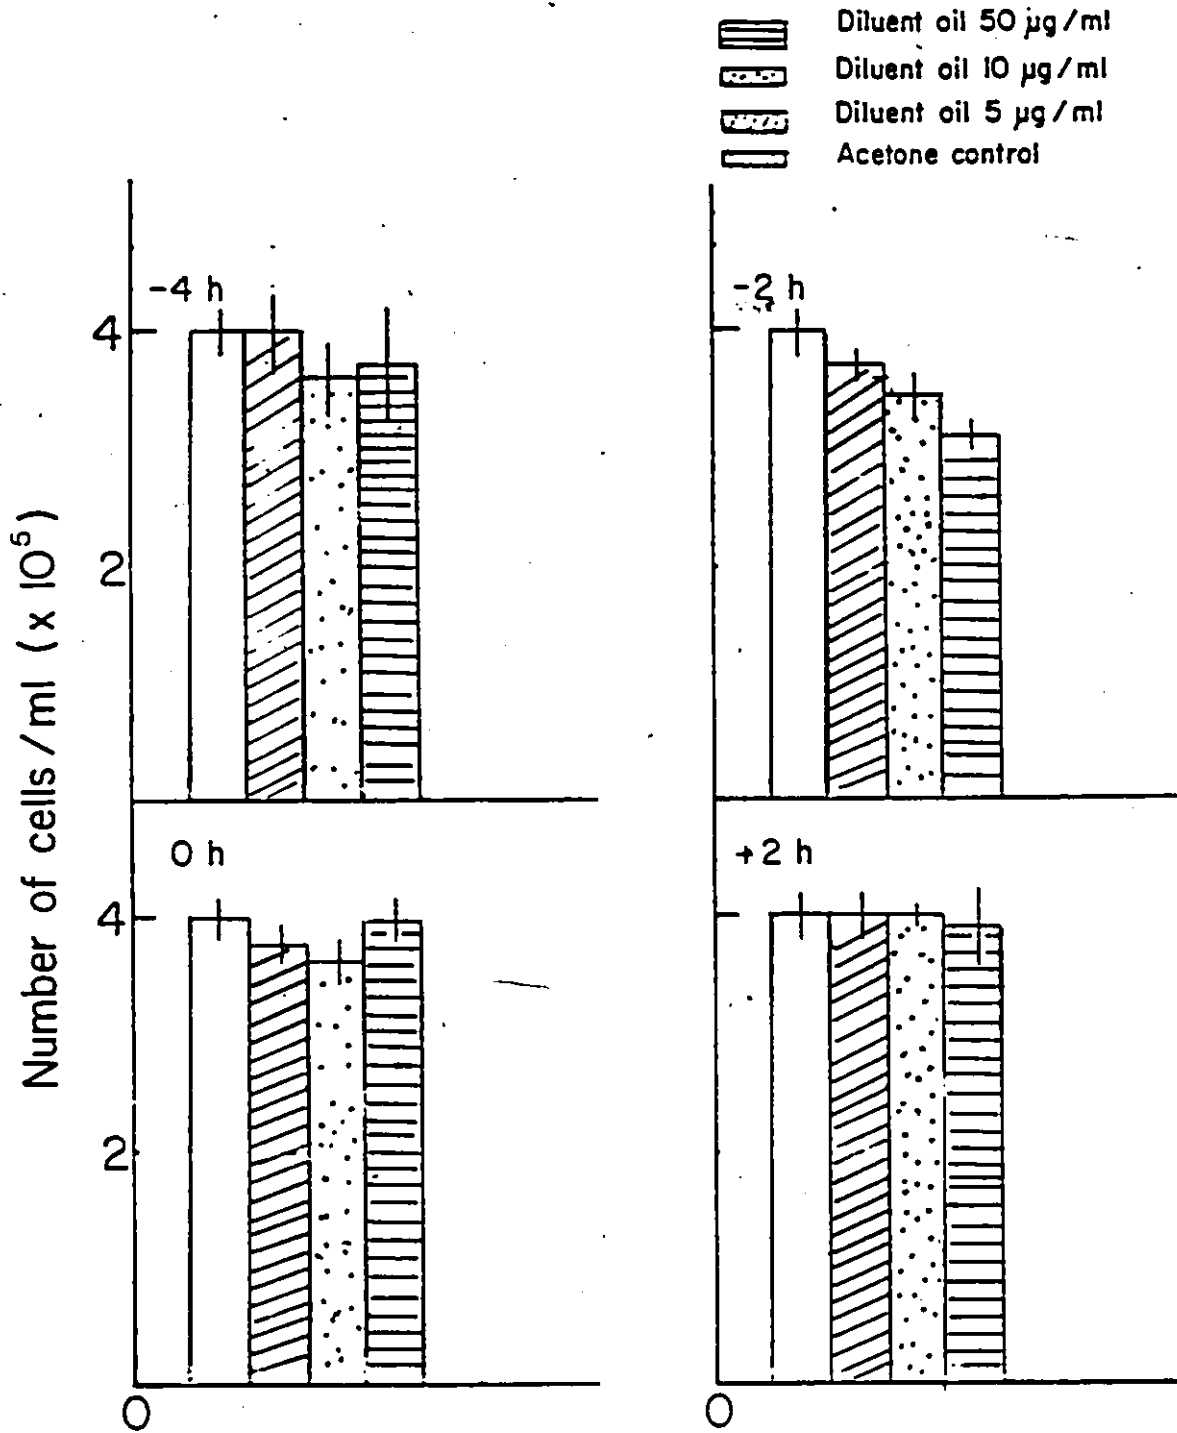 Diluent oil 50 µg/ml
Diluent oil 10 µg/ml
Diluent oil 5 µg/ml
Acetone control
-4 h
-2 h
4
2
0 h
+2 h
4
2
0
0
Number of cells/ml (x 10⁵)